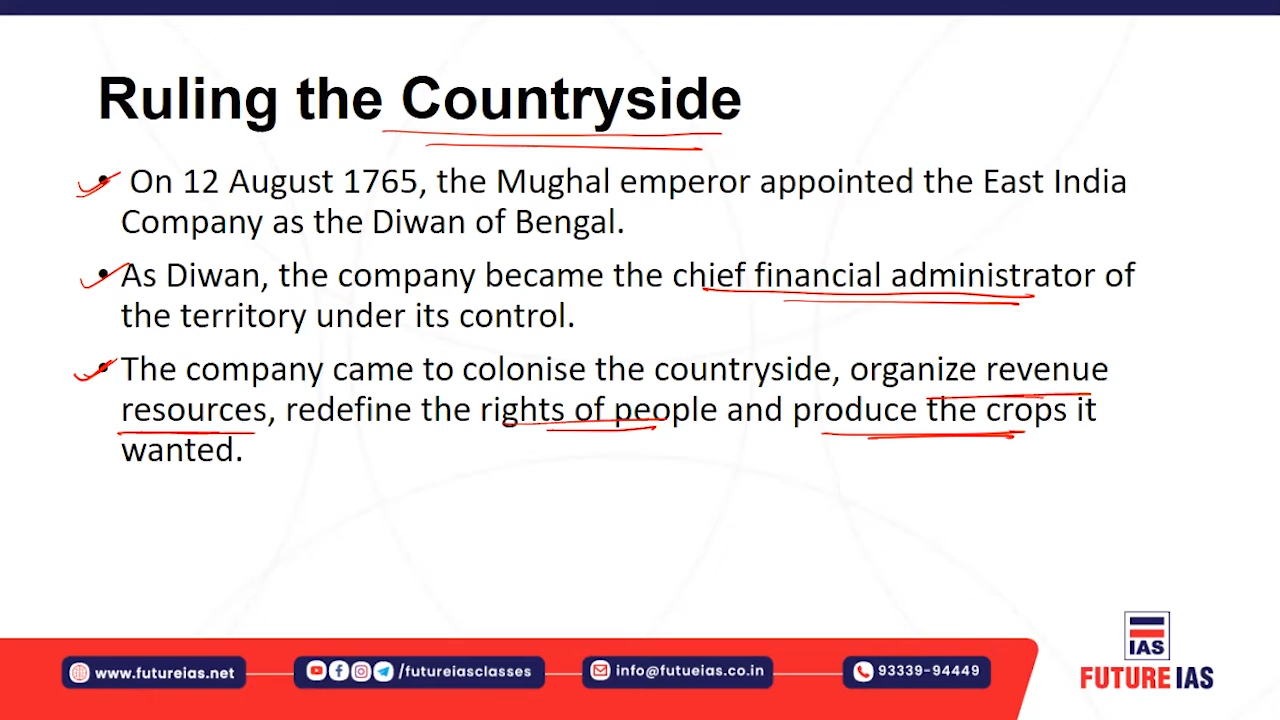 Ruling the Countryside
• On 12 August 1765, the Mughal emperor appointed the East India
Company as the Diwan of Bengal.
• As Diwan, the company became the chief financial administrator of
the territory under its control.
• The company came to colonise the countryside, organize revenue
resources, redefine the rights of people and produce the crops it
wanted.
IAS
FUTURE IAS
www.futureias.net
/futureiasclasses
info@futueias.co.in
93339-94449